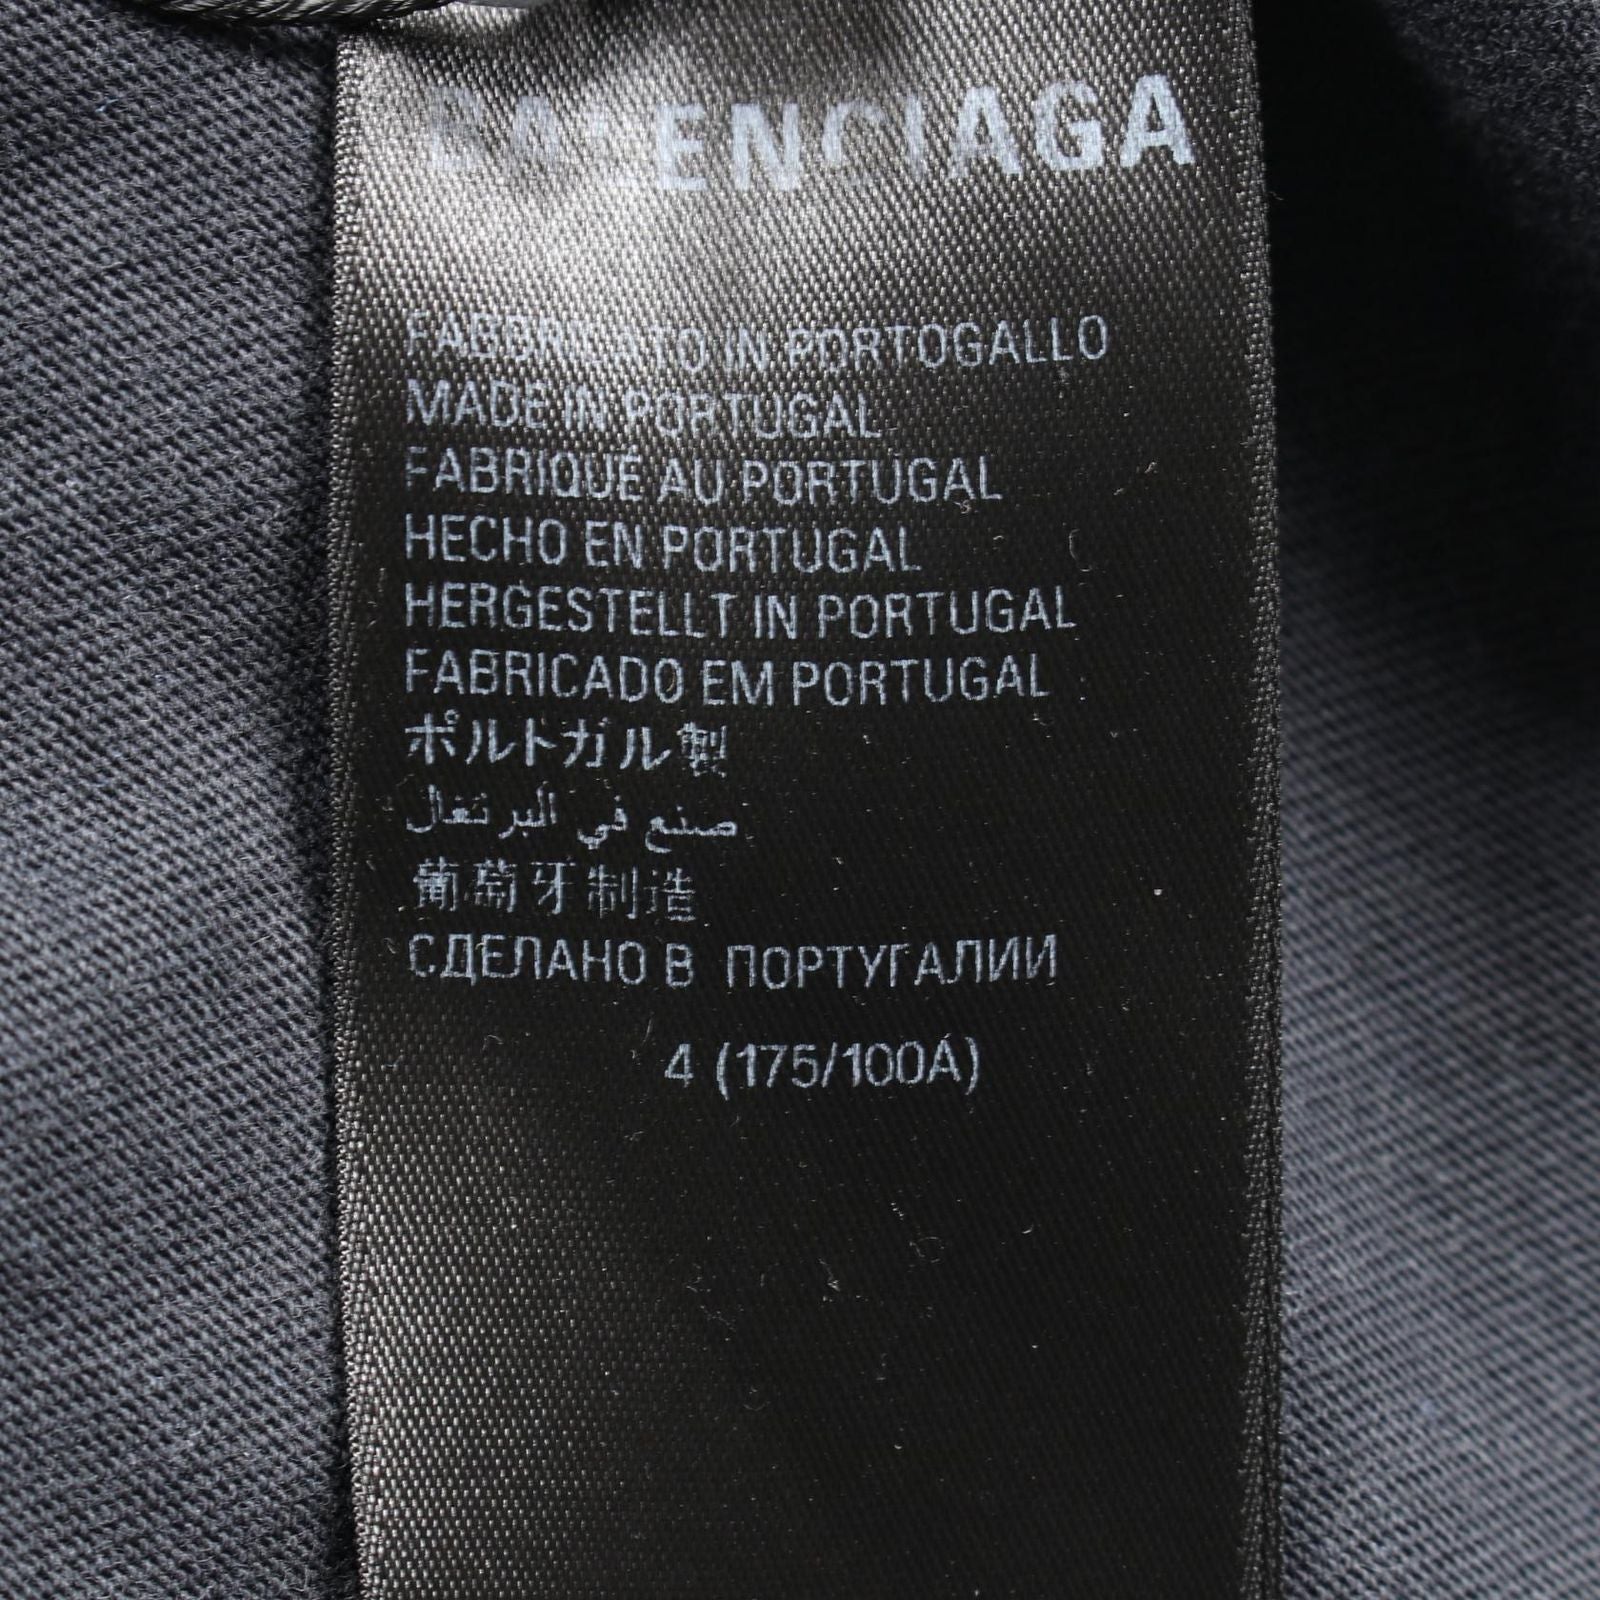 BALENCIAGA
FABBRICATO IN PORTOGALLO
MADE IN PORTUGAL
FABRIQUÉ AU PORTUGAL
HECHO EN PORTUGAL
HERGESTELLT IN PORTUGAL
FABRICADO EM PORTUGAL
ポルトガル製
صنع في البرتغال
葡萄牙制造
СДЕЛАНО В ПОРТУГАЛИИ
4 (175/100A)